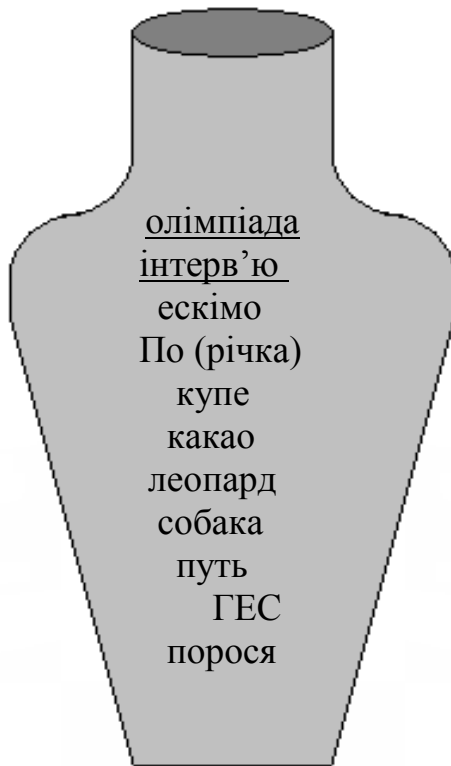 олімпіада
інтерв’ю
ескімо
По (річка)
купе
какао
леопард
собака
путь
ГЕС
порося